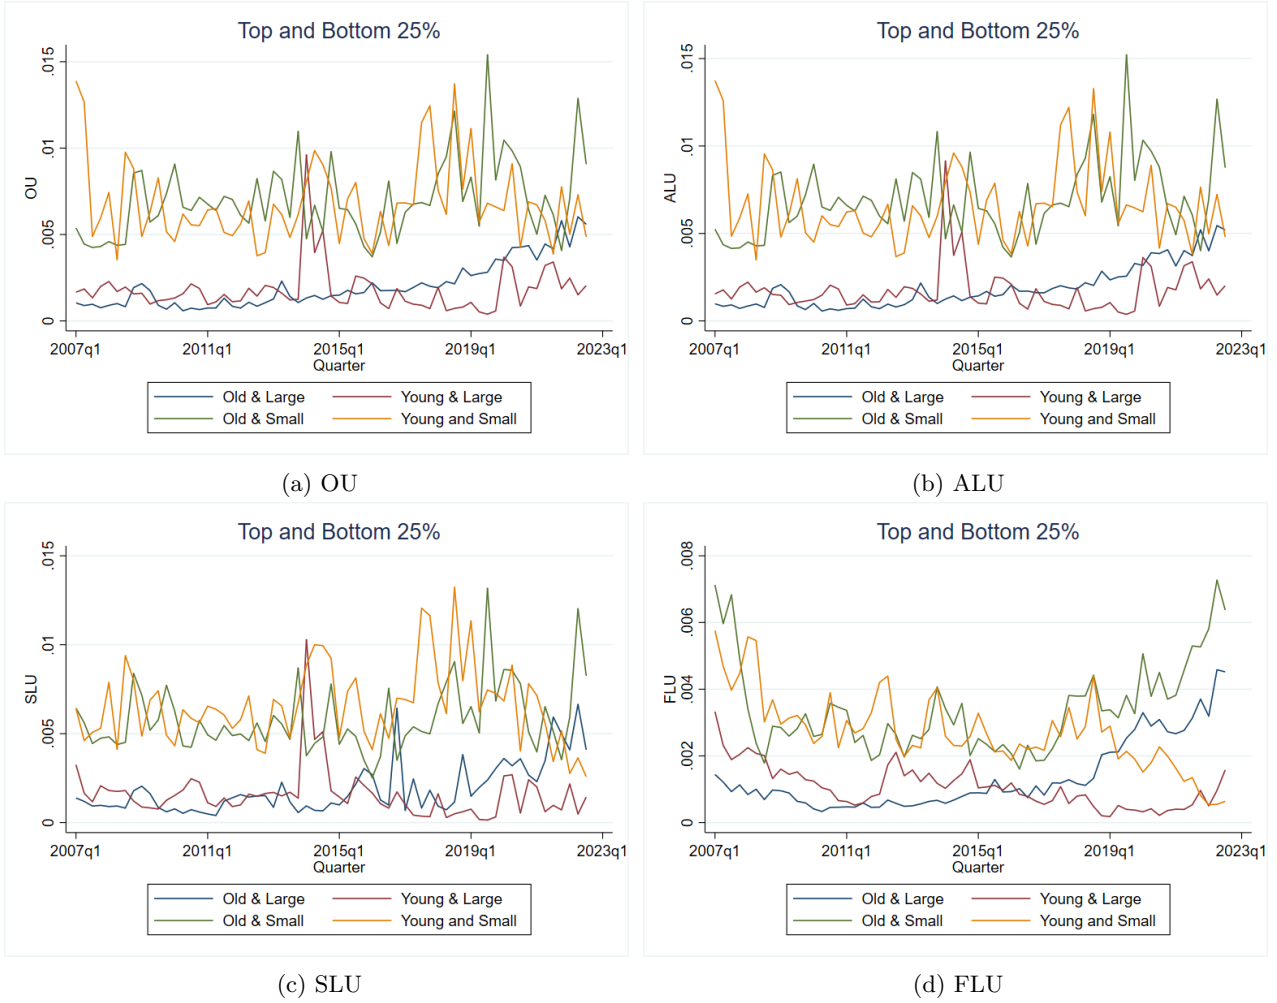 Top and Bottom 25%
OU
.015
.01
.005
0
2007q1 2011q1 2015q1 2019q1 2023q1
Quarter
Old & Large Young & Large
Old & Small Young and Small
(a) OU
Top and Bottom 25%
ALU
.015
.01
.005
0
2007q1 2011q1 2015q1 2019q1 2023q1
Quarter
Old & Large Young & Large
Old & Small Young and Small
(b) ALU
Top and Bottom 25%
SLU
.015
.01
.005
0
2007q1 2011q1 2015q1 2019q1 2023q1
Quarter
Old & Large Young & Large
Old & Small Young and Small
(c) SLU
Top and Bottom 25%
FLU
.008
.006
.004
.002
0
2007q1 2011q1 2015q1 2019q1 2023q1
Quarter
Old & Large Young & Large
Old & Small Young and Small
(d) FLU